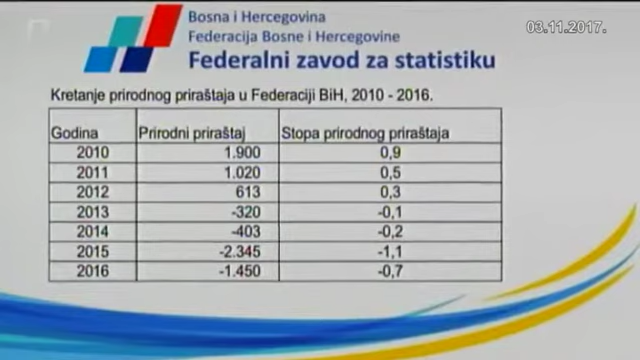 Bosna i Hercegovina
03.11.2017.
Federacija Bosne i Hercegovine
Federalni zavod za statistiku
Kretanje prirodnog priraštaja u Federaciji BiH, 2010 - 2016.
Godina Prirodni priraštaj Stopa prirodnog priraštaja
2010 1.900 0,9
2011 1.020 0,5
2012 613 0,3
2013 -320 -0,1
2014 -403 -0,2
2015 -2.345 -1,1
2016 -1.450 -0,7